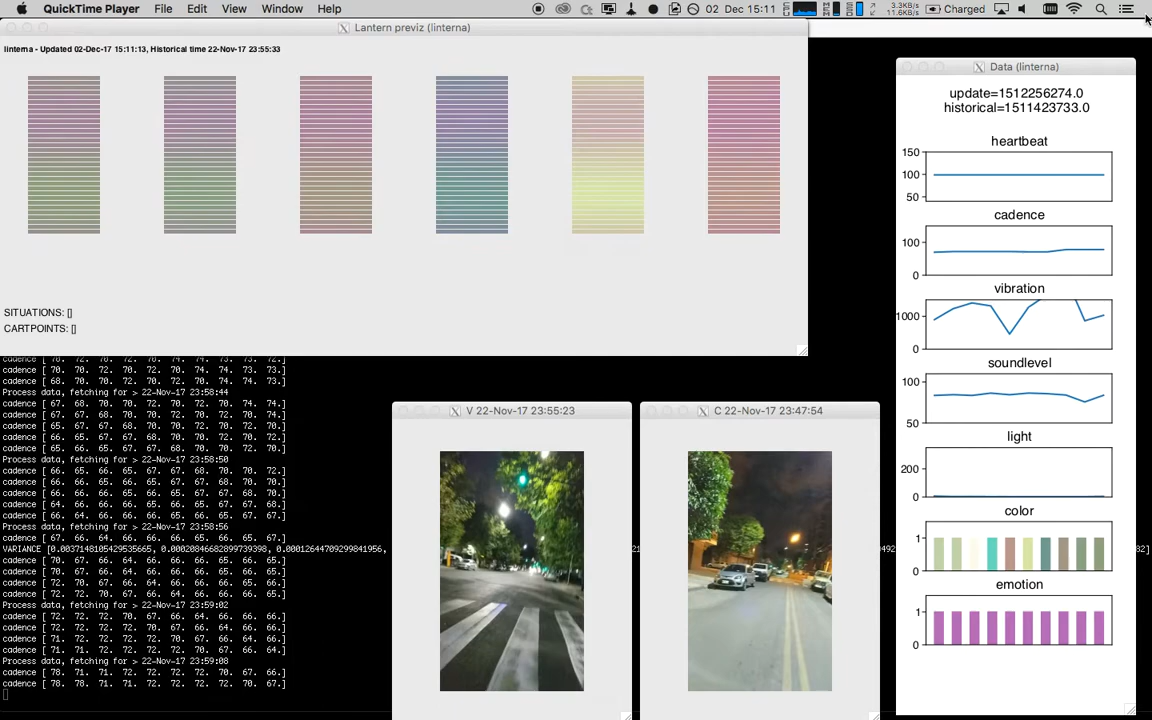 QuickTime Player File Edit View Window Help
3.3KB/s
11.6KB/s
Charged
02 Dec 15:11
Lantern previz (linterna)
linterna - Updated 02-Dec-17 15:11:13, Historical time 22-Nov-17 23:55:33
SITUATIONS: []
CARTPOINTS: []
cadence [ 70. 70. 72. 70. 72. 70. 74. 74. 73. 73.]
cadence [ 68. 70. 70. 72. 70. 72. 70. 74. 74. 73.]
Process data, fetching for > 22-Nov-17 23:58:44
cadence [ 67. 68. 70. 70. 72. 70. 72. 70. 74. 74.]
cadence [ 67. 67. 68. 70. 70. 72. 70. 72. 70. 74.]
cadence [ 65. 67. 67. 68. 70. 70. 72. 70. 72. 70.]
cadence [ 66. 65. 67. 67. 68. 70. 70. 72. 70. 72.]
cadence [ 65. 66. 65. 67. 67. 68. 70. 70. 72. 70.]
Process data, fetching for > 22-Nov-17 23:58:50
cadence [ 66. 65. 66. 65. 67. 67. 68. 70. 70. 72.]
cadence [ 66. 66. 65. 66. 65. 67. 67. 68. 70. 70.]
cadence [ 66. 66. 66. 65. 66. 65. 67. 67. 68. 70.]
cadence [ 64. 66. 66. 66. 65. 66. 65. 67. 67. 68.]
cadence [ 66. 64. 66. 66. 66. 65. 66. 65. 67. 67.]
Process data, fetching for > 22-Nov-17 23:58:56
cadence [ 67. 66. 64. 66. 66. 66. 65. 66. 65. 67.]
VARIANCE [0.0037148105429535665, 0.00020846682899739398, 0.00012644709299841956,
cadence [ 70. 67. 66. 64. 66. 66. 66. 65. 66. 65.]
cadence [ 72. 70. 67. 66. 64. 66. 66. 66. 65. 66.]
cadence [ 72. 72. 70. 67. 66. 64. 66. 66. 66. 65.]
Process data, fetching for > 22-Nov-17 23:59:02
cadence [ 72. 72. 72. 70. 67. 66. 64. 66. 66. 66.]
cadence [ 72. 72. 72. 72. 70. 67. 66. 64. 66. 66.]
cadence [ 71. 72. 72. 72. 72. 70. 67. 66. 64. 66.]
cadence [ 71. 71. 72. 72. 72. 72. 70. 67. 66. 64.]
Process data, fetching for > 22-Nov-17 23:59:08
cadence [ 78. 71. 71. 72. 72. 72. 72. 70. 67. 66.]
cadence [ 78. 78. 71. 71. 72. 72. 72. 72. 70. 67.]
V 22-Nov-17 23:55:23
C 22-Nov-17 23:47:54
Data (linterna)
update=1512256274.0
historical=1511423733.0
heartbeat
150
100
50
cadence
100
0
vibration
1000
0
soundlevel
100
50
light
200
0
color
1
0
emotion
1
0